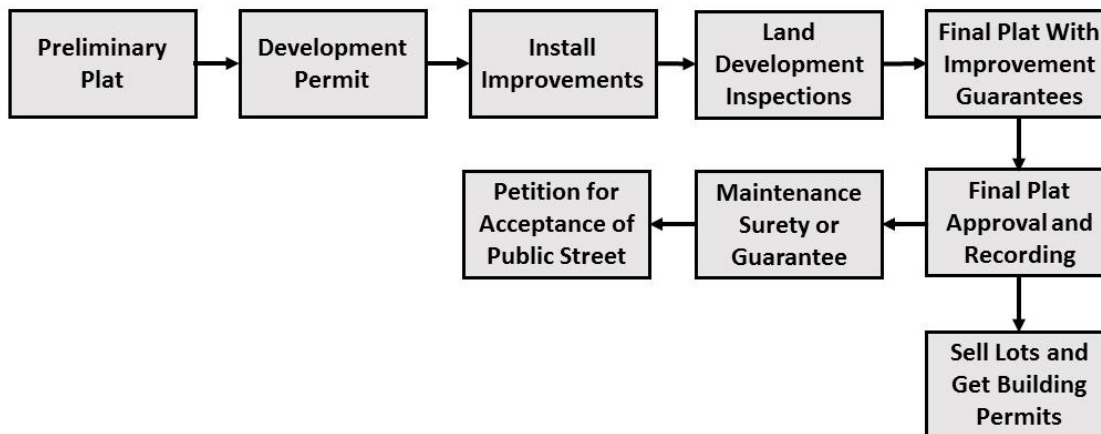 Preliminary
Plat
Development
Permit
Install
Improvements
Land
Development
Inspections
Final Plat With
Improvement
Guarantees
Petition for
Acceptance of
Public Street
Maintenance
Surety or
Guarantee
Final Plat
Approval and
Recording
Sell Lots and
Get Building
Permits